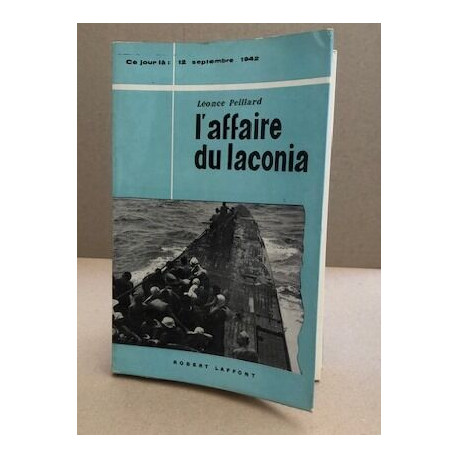 Ce jour là : 12 septembre 1942
Léonce Peillard
l'affaire
du laconia
ROBERT LAFFONT